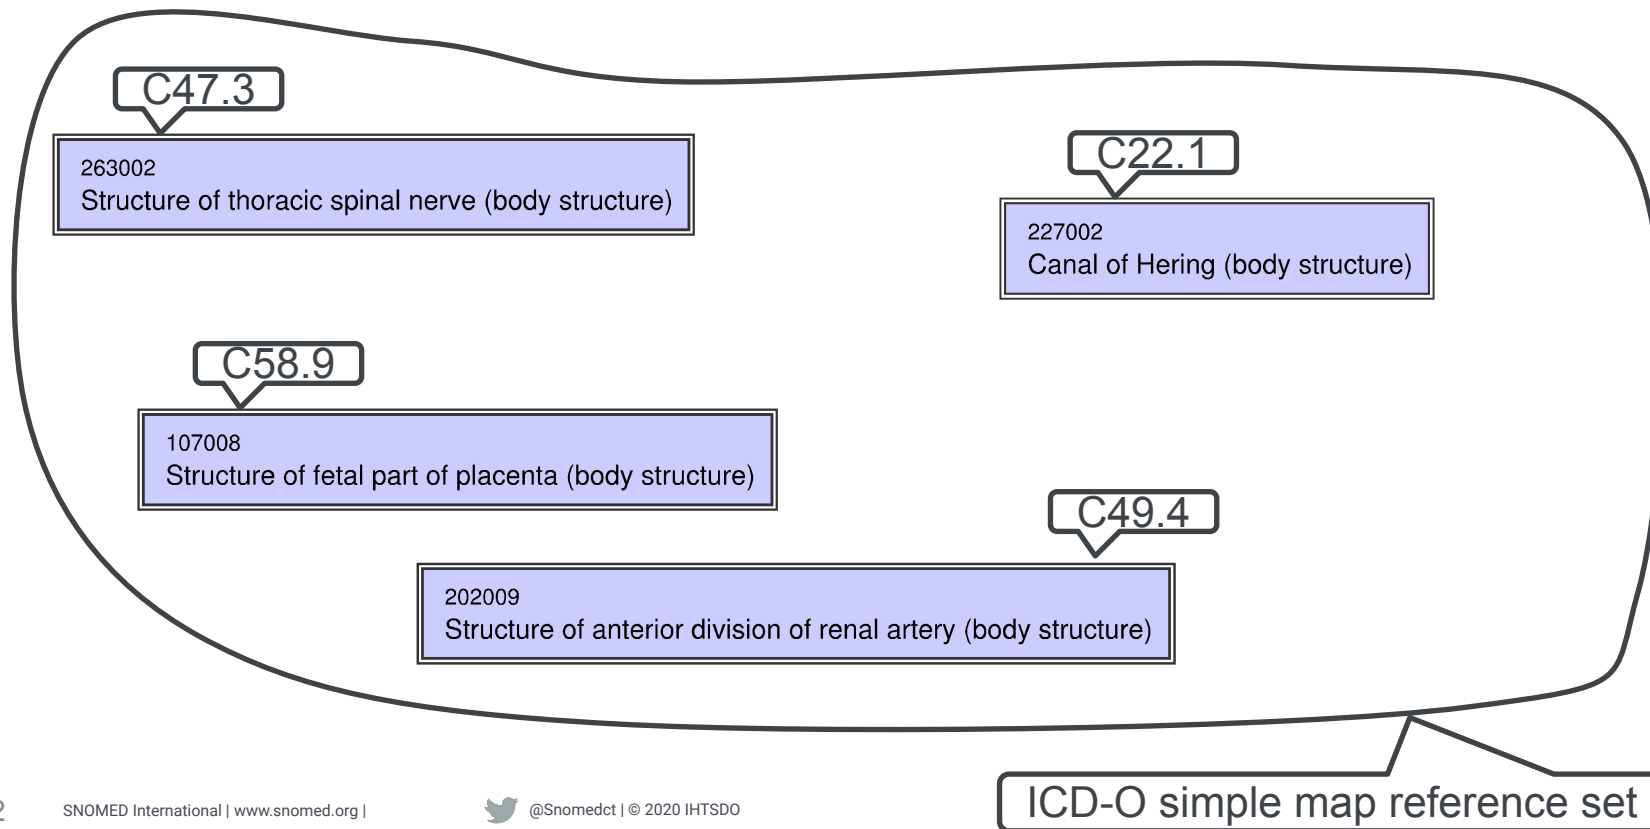 C47.3
263002
Structure of thoracic spinal nerve (body structure)
C22.1
227002
Canal of Hering (body structure)
C58.9
107008
Structure of fetal part of placenta (body structure)
C49.4
202009
Structure of anterior division of renal artery (body structure)
ICD-O simple map reference set
2 SNOMED International | www.snomed.org | @Snomedct | © 2020 IHTSDO